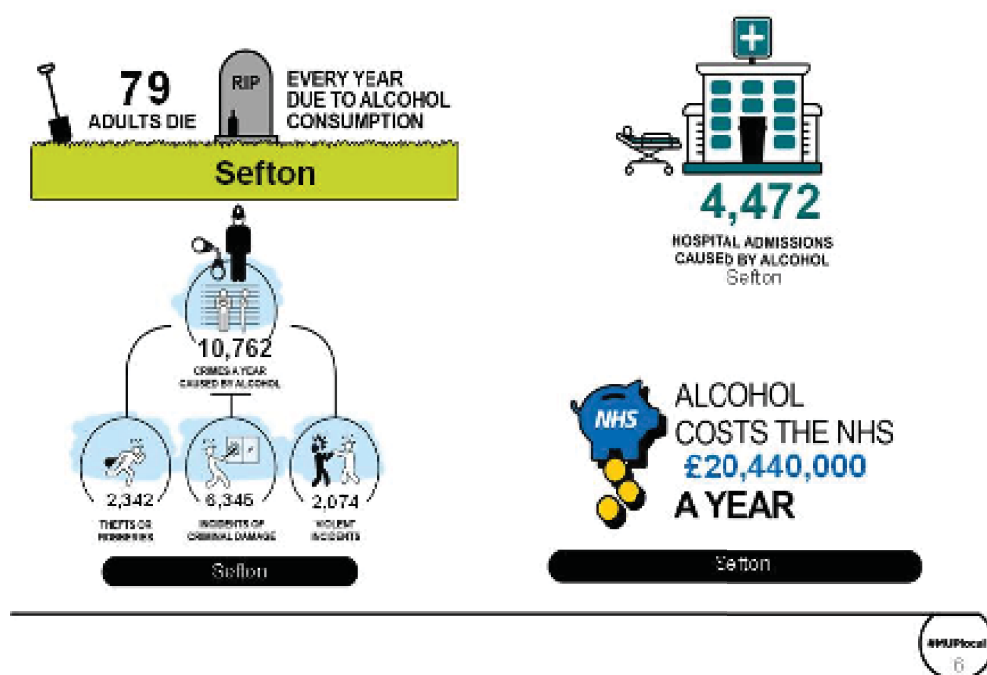 79
ADULTS DIE
RIP
EVERY YEAR
DUE TO ALCOHOL
CONSUMPTION
Sefton
10,762
CRIMES A YEAR
CAUSED BY ALCOHOL
2,342
THEFTS OR
ROBBERIES
6,345
INCIDENTS OF
CRIMINAL DAMAGE
2,074
VIOLENT
INCIDENTS
Sefton
4,472
HOSPITAL ADMISSIONS
CAUSED BY ALCOHOL
Sefton
NHS
ALCOHOL
COSTS THE NHS
£20,440,000
A YEAR
Sefton
#MUPlocal
6